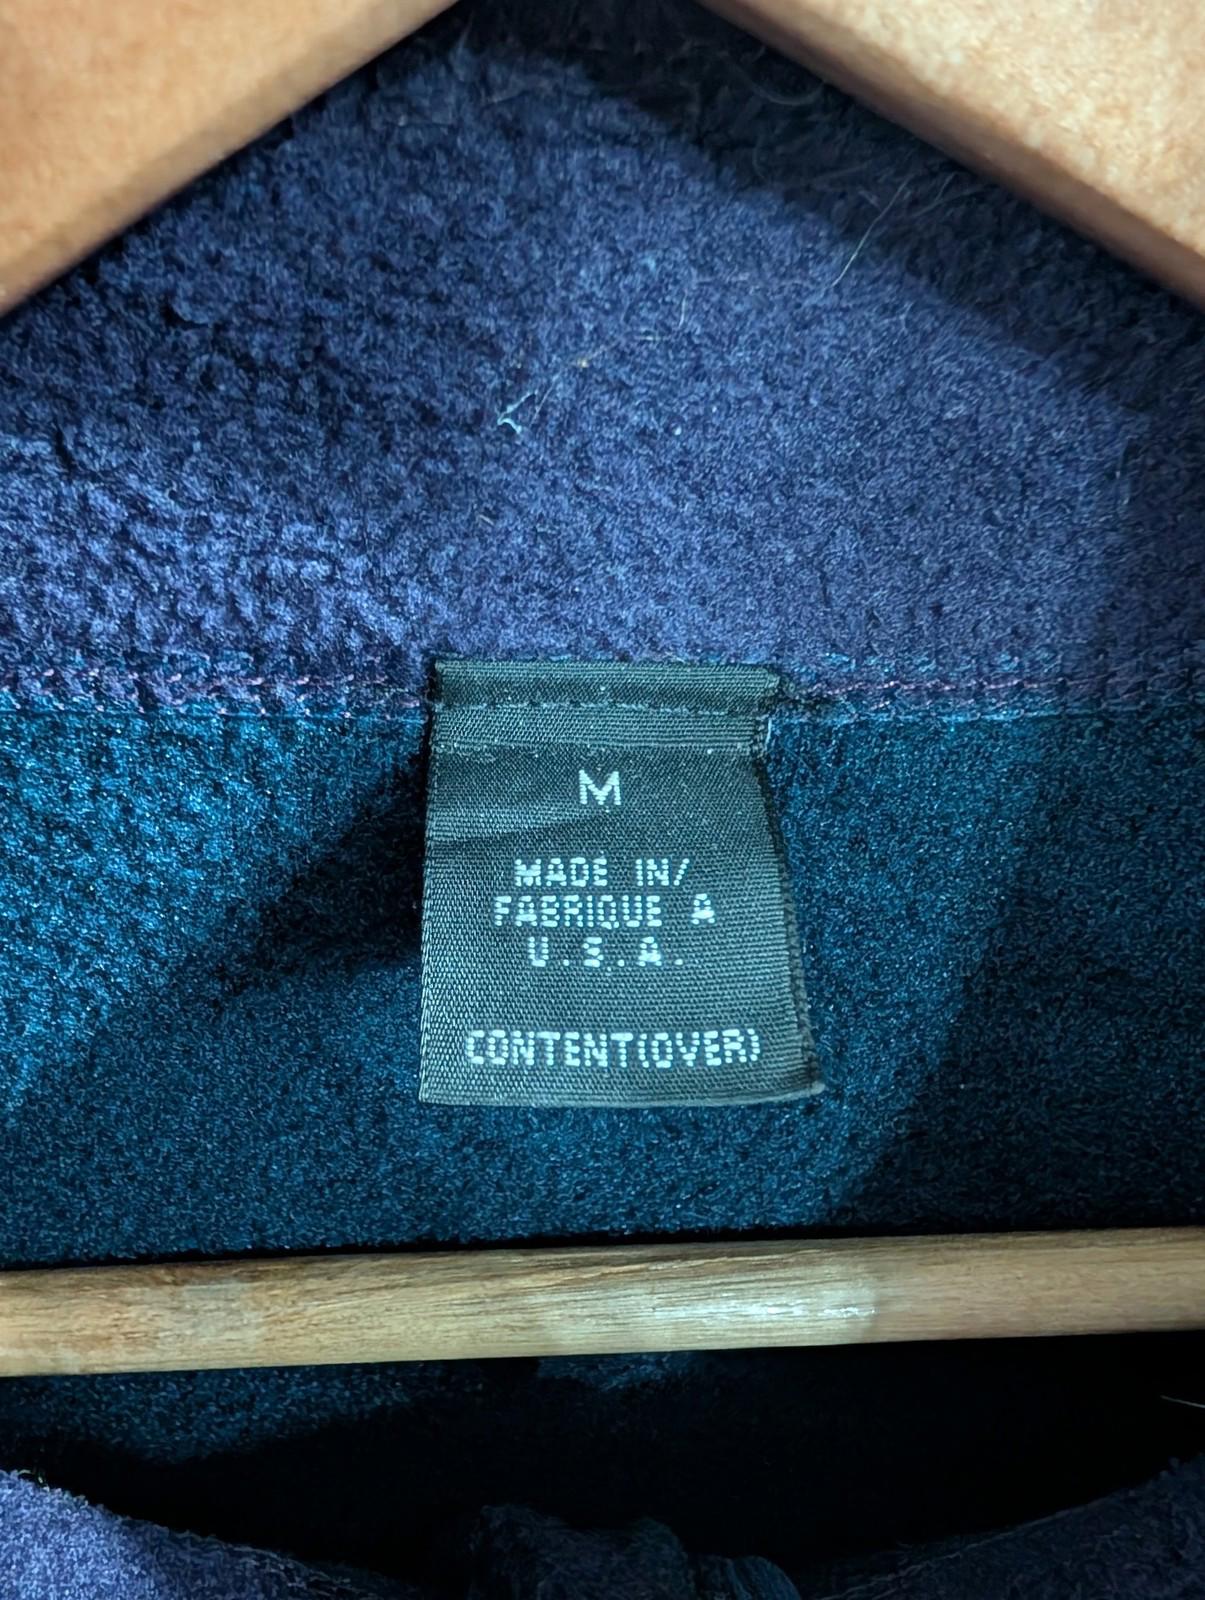 M
MADE IN/
FABRIQUE A
U.S.A.
CONTENT(OVER)